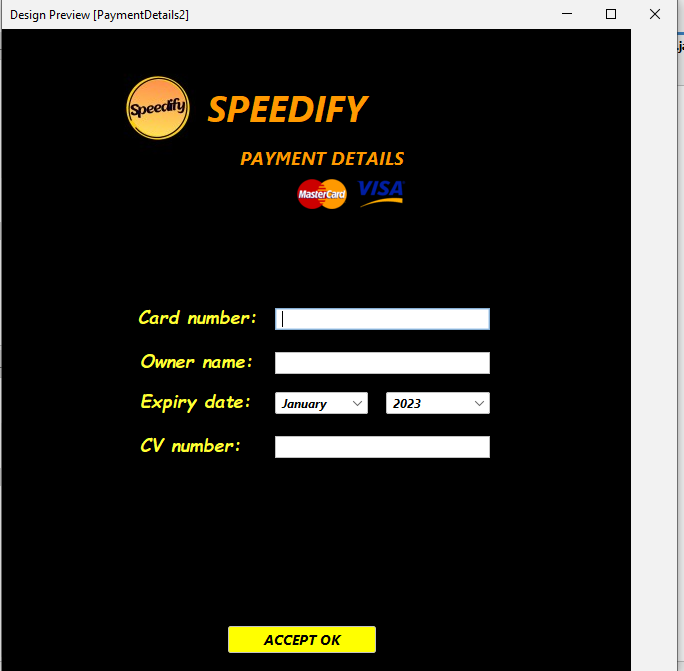 Design Preview [PaymentDetails2]
Speedify
SPEEDIFY
PAYMENT DETAILS
MasterCard VISA
Card number:
Owner name:
Expiry date: January 2023
CV number:
ACCEPT OK